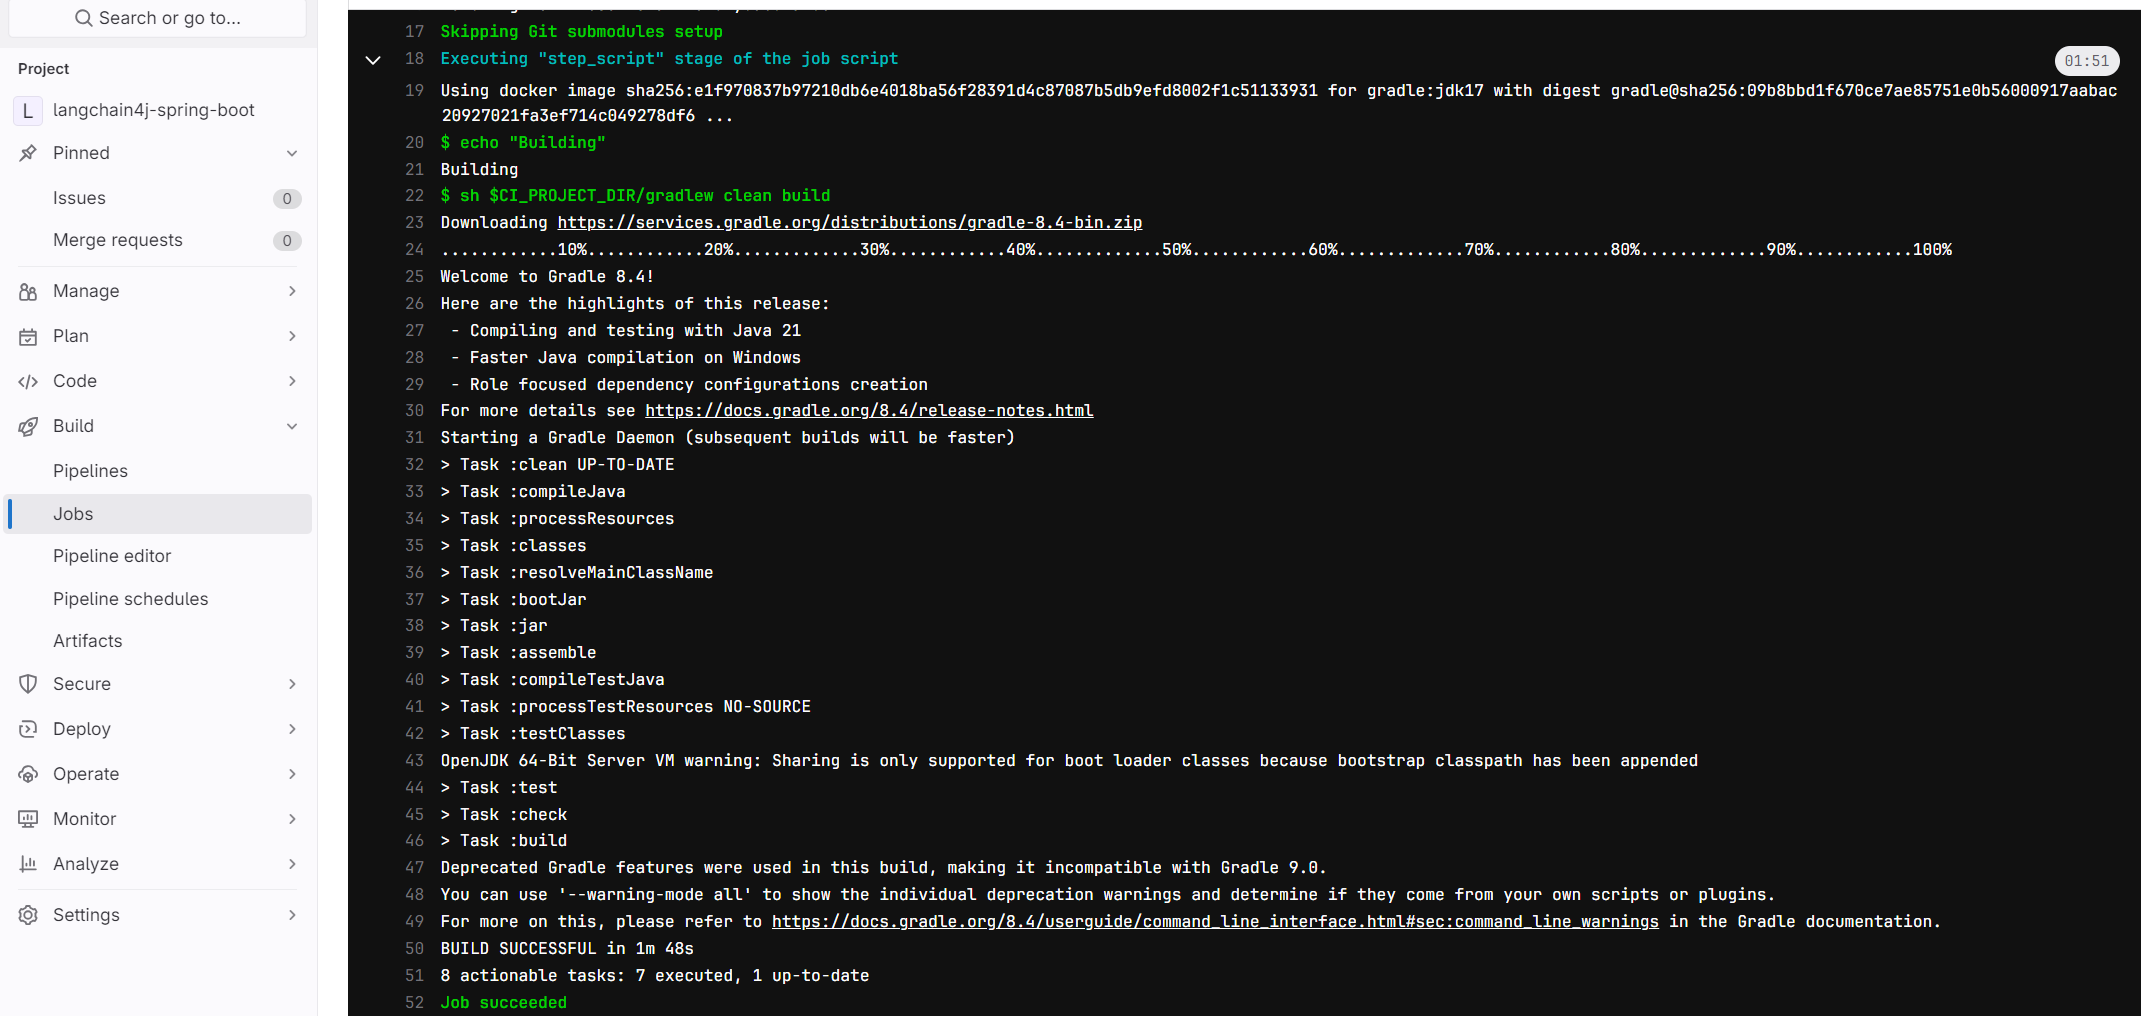 Search or go to...
Project
L langchain4j-spring-boot
Pinned
Issues 0
Merge requests 0
Manage
Plan
Code
Build
Pipelines
Jobs
Pipeline editor
Pipeline schedules
Artifacts
Secure
Deploy
Operate
Monitor
Analyze
Settings
17 Skipping Git submodules setup
18 Executing "step_script" stage of the job script 01:51
19 Using docker image sha256:e1f970837b97210db6e4018ba56f28391d4c87087b5db9efd8002f1c51133931 for gradle:jdk17 with digest gradle@sha256:09b8bbd1f670ce7ae85751e0b56000917aabac
20927021fa3ef714c049278df6 ...
20 $ echo "Building"
21 Building
22 $ sh $CI_PROJECT_DIR/gradlew clean build
23 Downloading https://services.gradle.org/distributions/gradle-8.4-bin.zip
24 ............10%............20%.............30%............40%.............50%............60%.............70%............80%.............90%............100%
25 Welcome to Gradle 8.4!
26 Here are the highlights of this release:
27 - Compiling and testing with Java 21
28 - Faster Java compilation on Windows
29 - Role focused dependency configurations creation
30 For more details see https://docs.gradle.org/8.4/release-notes.html
31 Starting a Gradle Daemon (subsequent builds will be faster)
32 > Task :clean UP-TO-DATE
33 > Task :compileJava
34 > Task :processResources
35 > Task :classes
36 > Task :resolveMainClassName
37 > Task :bootJar
38 > Task :jar
39 > Task :assemble
40 > Task :compileTestJava
41 > Task :processTestResources NO-SOURCE
42 > Task :testClasses
43 OpenJDK 64-Bit Server VM warning: Sharing is only supported for boot loader classes because bootstrap classpath has been appended
44 > Task :test
45 > Task :check
46 > Task :build
47 Deprecated Gradle features were used in this build, making it incompatible with Gradle 9.0.
48 You can use '--warning-mode all' to show the individual deprecation warnings and determine if they come from your own scripts or plugins.
49 For more on this, please refer to https://docs.gradle.org/8.4/userguide/command_line_interface.html#sec:command_line_warnings in the Gradle documentation.
50 BUILD SUCCESSFUL in 1m 48s
51 8 actionable tasks: 7 executed, 1 up-to-date
52 Job succeeded